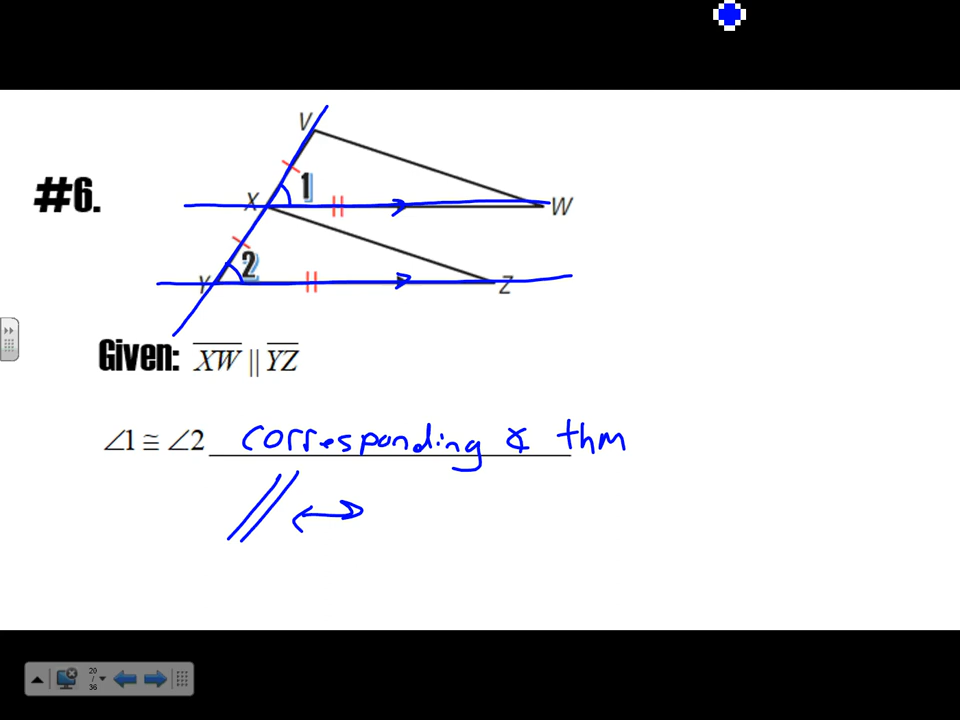 V
#6.
X
1
W
2
Y
Z
Given: XW || YZ
∠1 ≅ ∠2 corresponding ∡ thm
// ↔
20
/
36